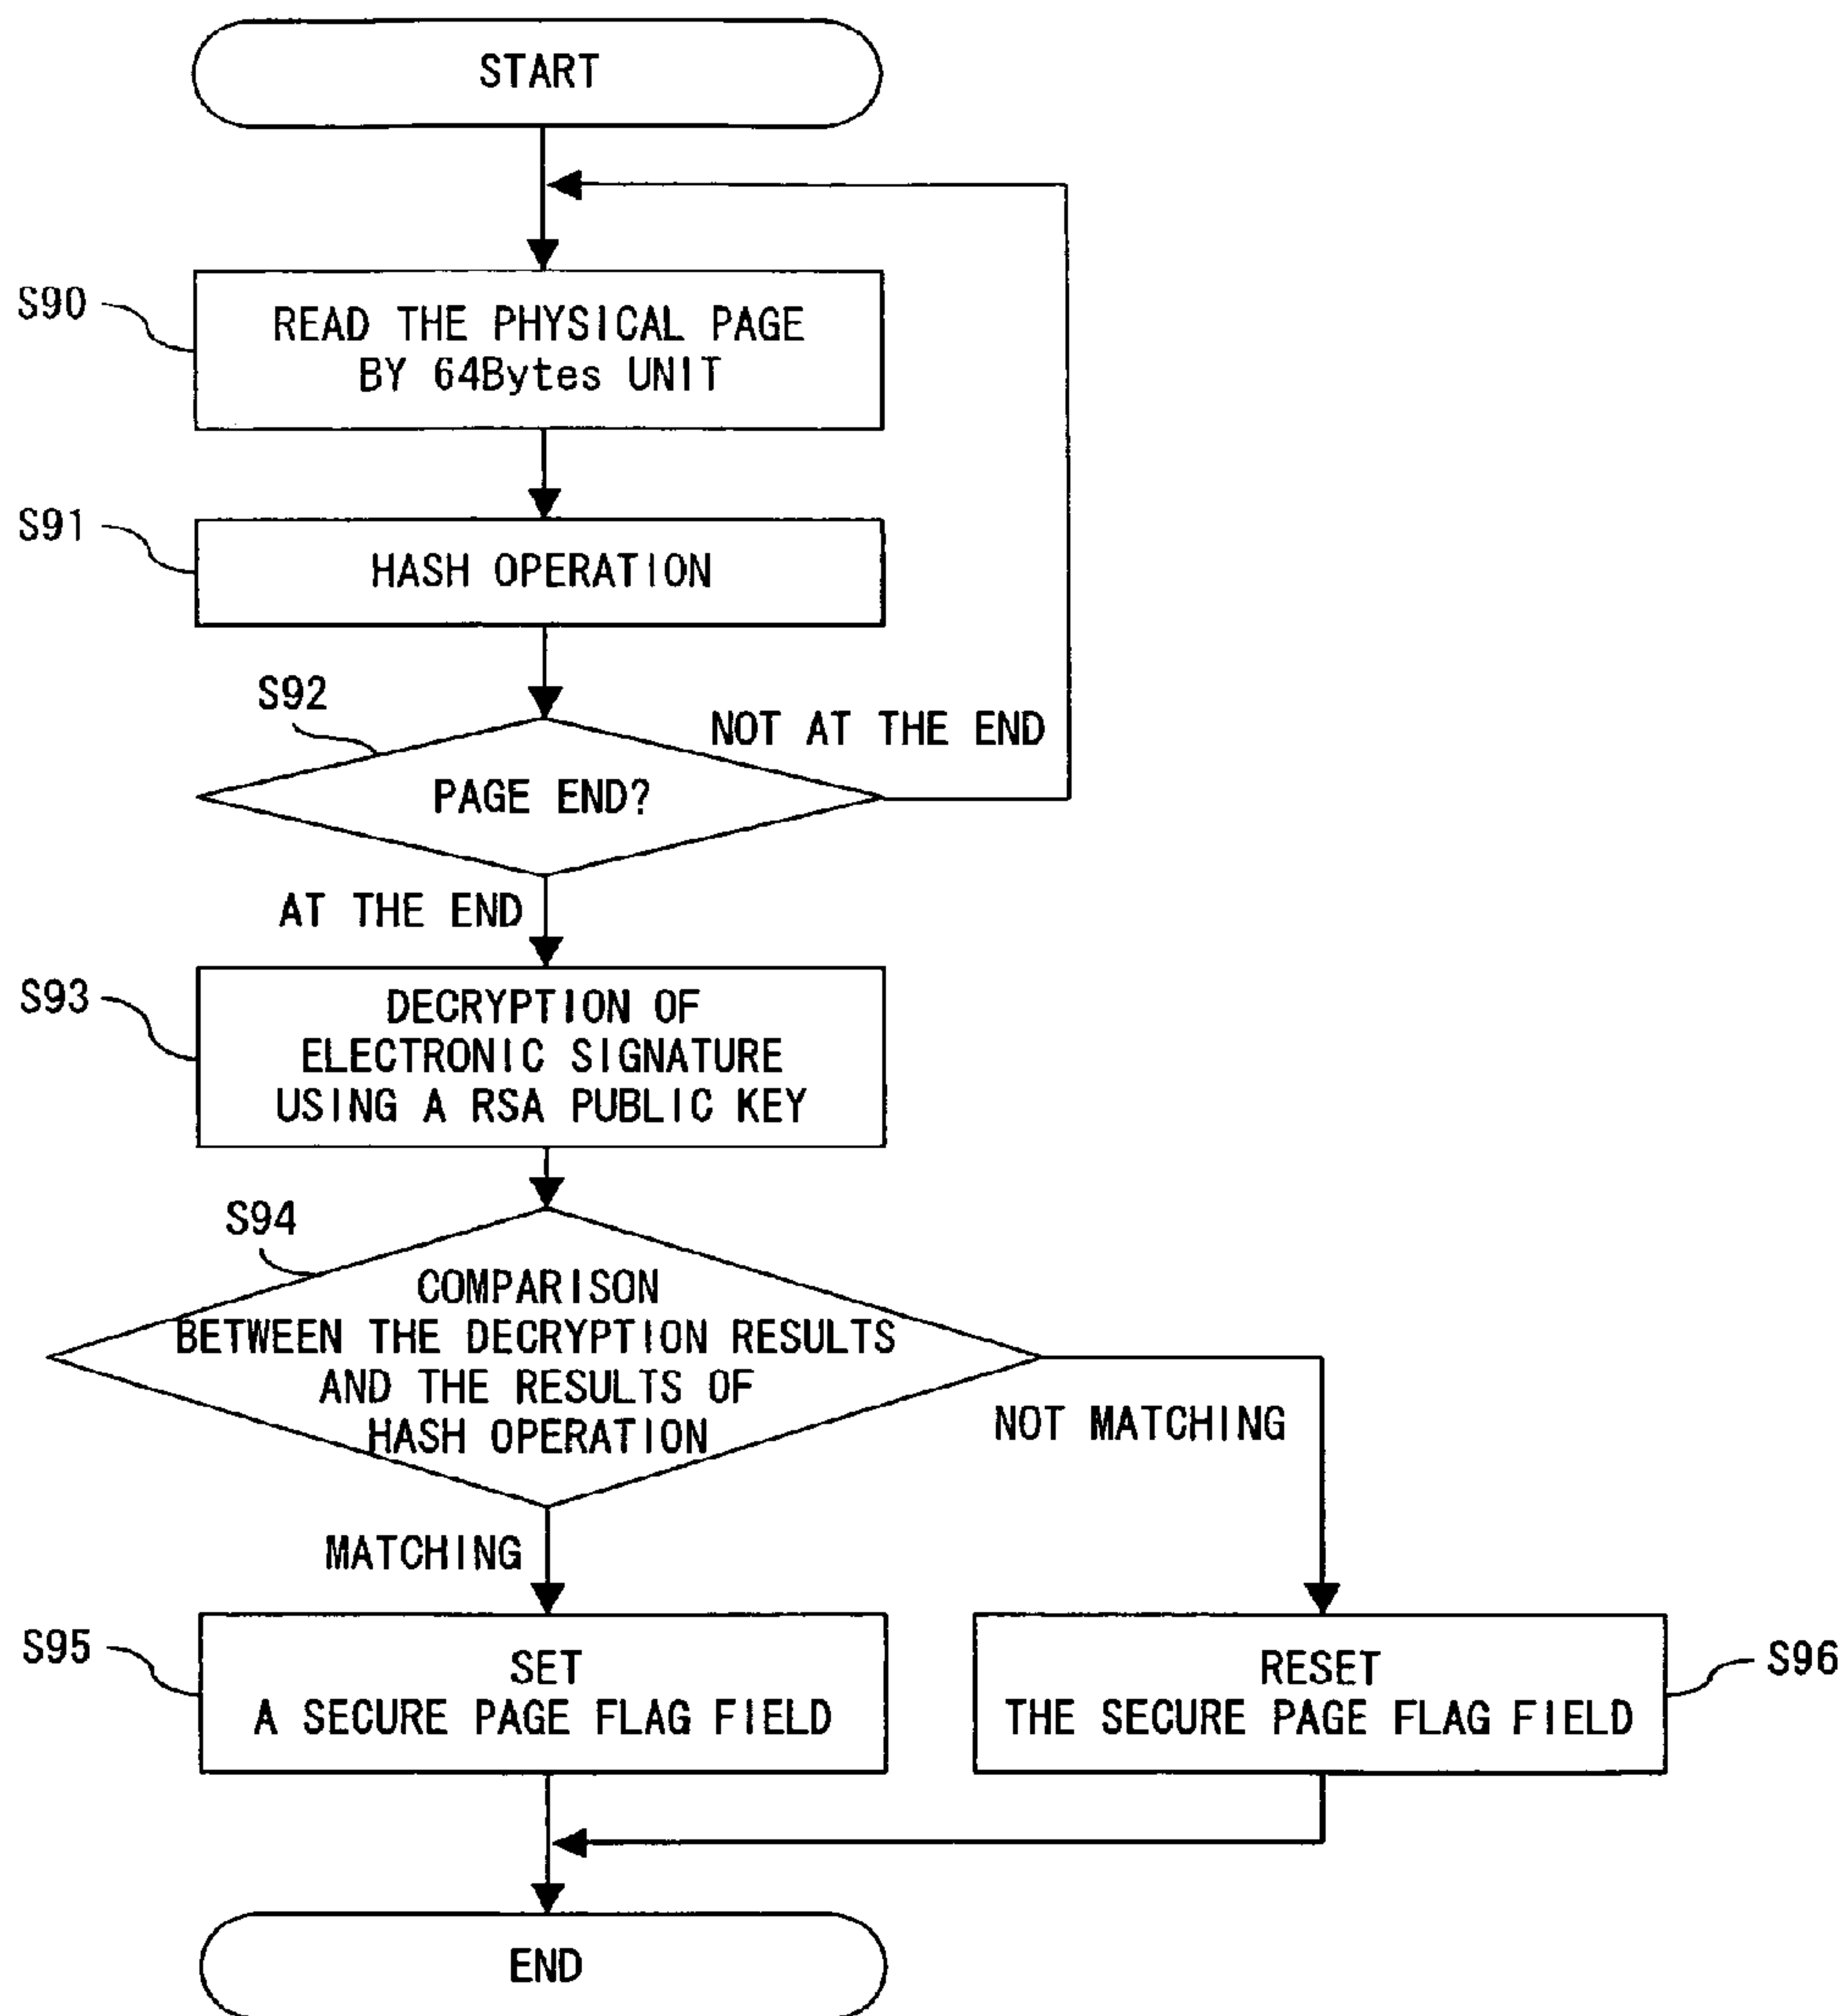 START
S90
READ THE PHYSICAL PAGE
BY 64Bytes UNIT
S91
HASH OPERATION
S92
NOT AT THE END
PAGE END?
AT THE END
S93
DECRYPTION OF
ELECTRONIC SIGNATURE
USING A RSA PUBLIC KEY
S94
COMPARISON
BETWEEN THE DECRYPTION RESULTS
AND THE RESULTS OF
HASH OPERATION
NOT MATCHING
MATCHING
S95
SET
A SECURE PAGE FLAG FIELD
RESET
THE SECURE PAGE FLAG FIELD
S96
END